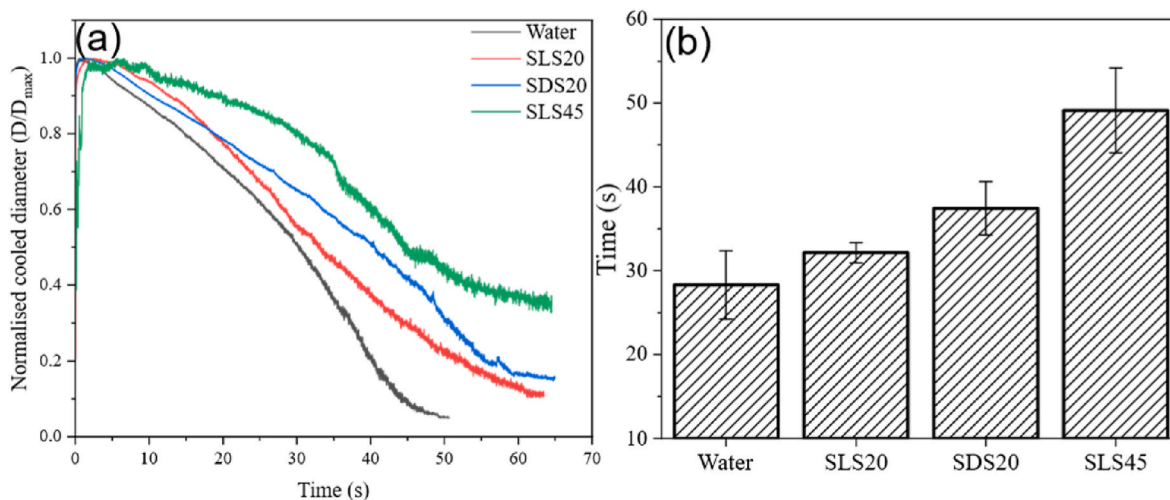 (a)
Water
SLS20
SDS20
SLS45
Normalised cooled diameter (D/Dmax)
1.0
0.8
0.6
0.4
0.2
0.0
0 10 20 30 40 50 60 70
Time (s)
(b)
Time (s)
60
50
40
30
20
10
Water SLS20 SDS20 SLS45